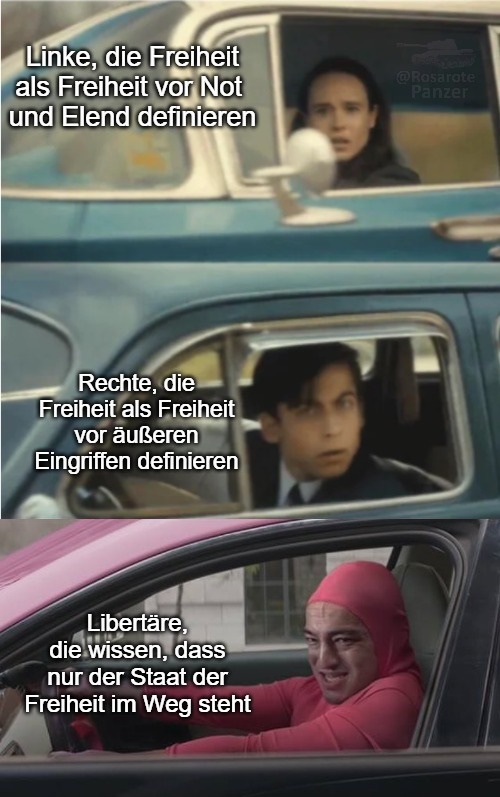 @Rosarote
Panzer
Linke, die Freiheit
als Freiheit vor Not
und Elend definieren
Rechte, die
Freiheit als Freiheit
vor äußeren
Eingriffen definieren
Libertäre,
die wissen, dass
nur der Staat der
Freiheit im Weg steht